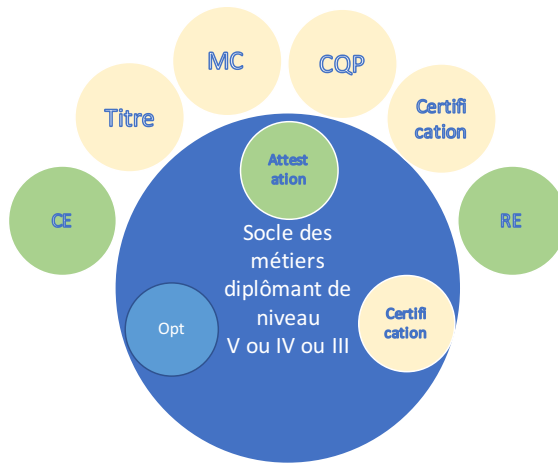 MC
CQP
Titre
Certifi
cation
Attest
ation
CE
RE
Socle des
métiers
diplômant de
niveau
V ou IV ou III
Opt
Certifi
cation